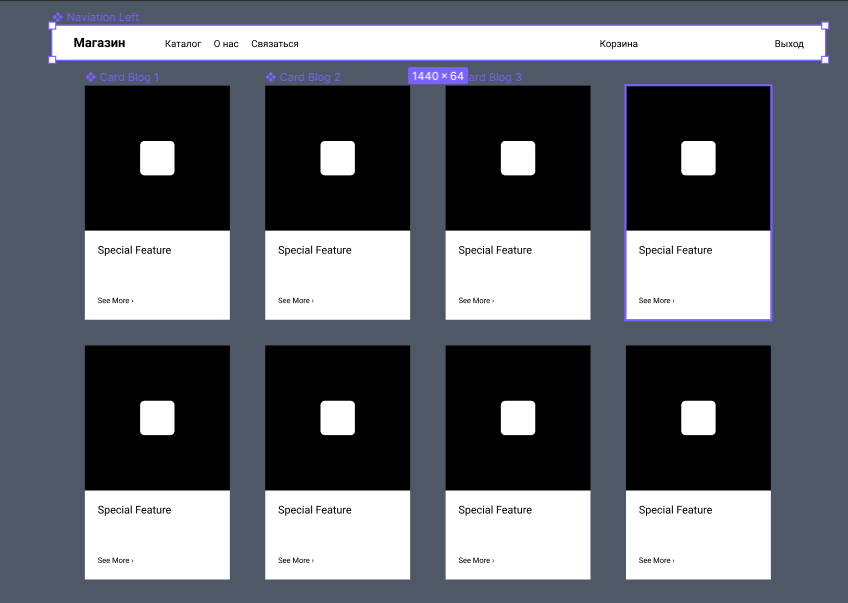 Naviation Left
Магазин Каталог О нас Связаться Корзина Выход
Card Blog 1 Card Blog 2 1440 × 64 ard Blog 3
Special Feature Special Feature Special Feature Special Feature
See More › See More › See More › See More ›
Special Feature Special Feature Special Feature Special Feature
See More › See More › See More › See More ›